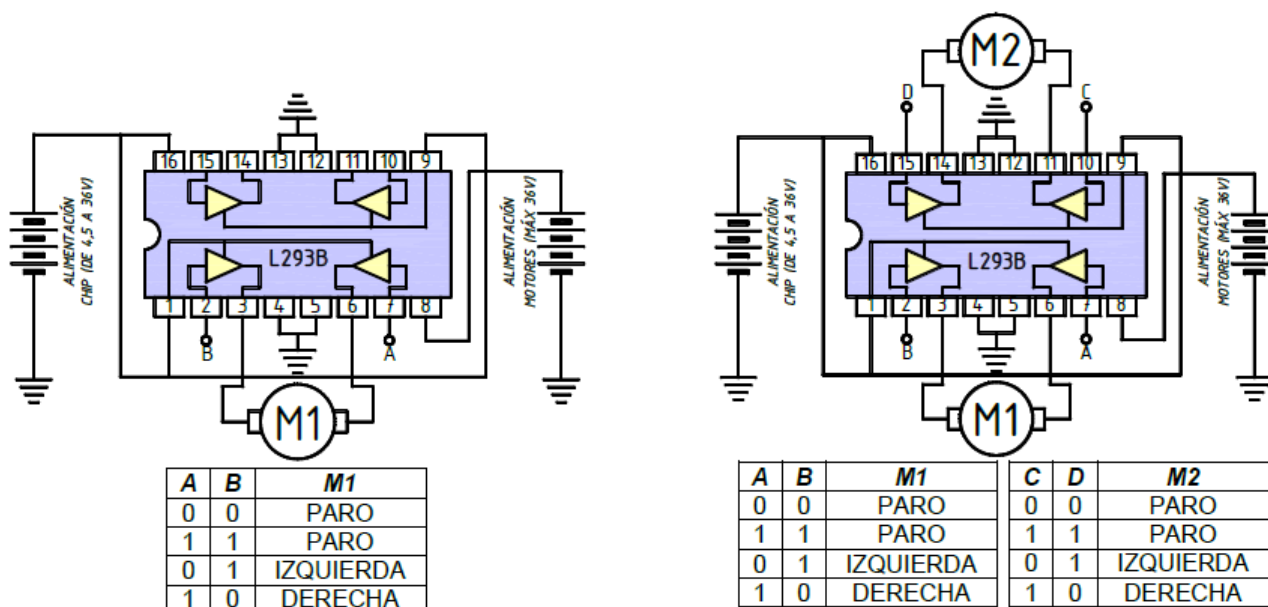 16 15 14 13 12 11 10 9
ALIMENTACIÓN
CHIP (DE 4,5 A 36V)
L293B
ALIMENTACIÓN
MOTORES (MÁX 36V)
1 2 3 4 5 6 7 8
B A
M1
A B M1
0 0 PARO
1 1 PARO
0 1 IZQUIERDA
1 0 DERECHA
M2
D C
16 15 14 13 12 11 10 9
ALIMENTACIÓN
CHIP (DE 4,5 A 36V)
L293B
ALIMENTACIÓN
MOTORES (MÁX 36V)
1 2 3 4 5 6 7 8
B A
M1
A B M1
0 0 PARO
1 1 PARO
0 1 IZQUIERDA
1 0 DERECHA
C D M2
0 0 PARO
1 1 PARO
0 1 IZQUIERDA
1 0 DERECHA